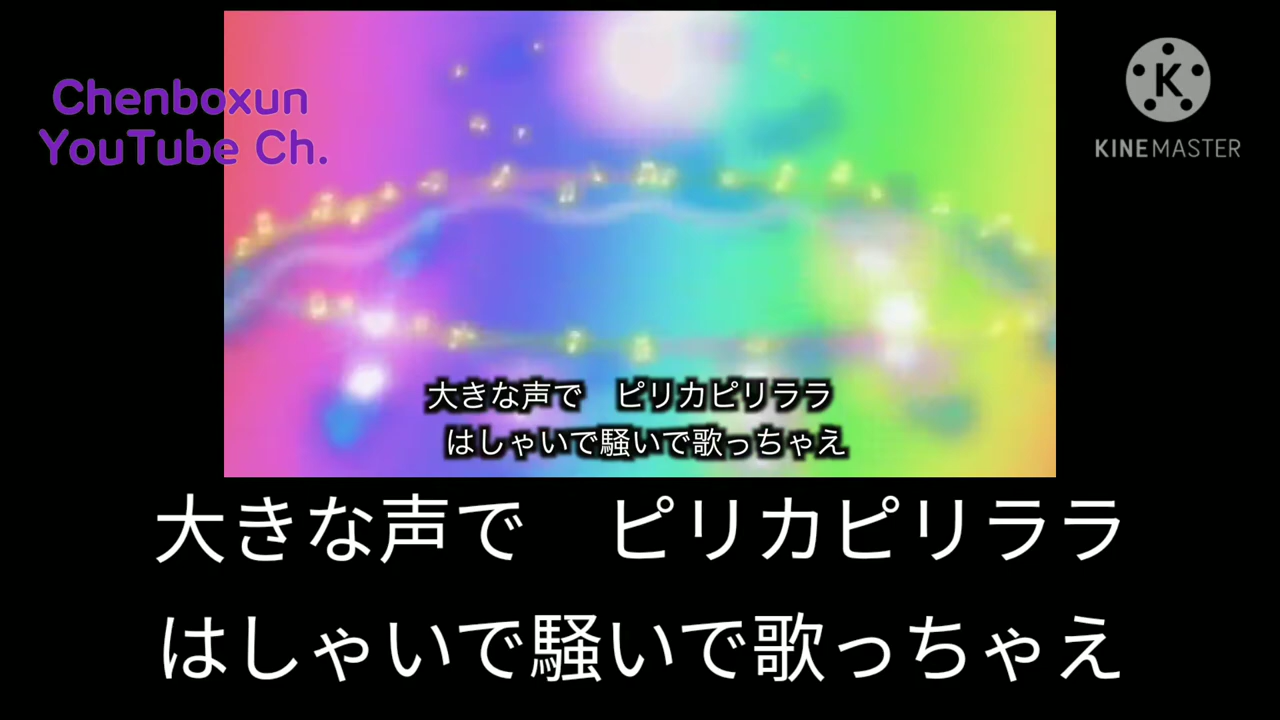 Chenboxun
YouTube Ch.
KINEMASTER
大きな声で　ピリカピリララ
はしゃいで騒いで歌っちゃえ
大きな声で　ピリカピリララ
はしゃいで騒いで歌っちゃえ